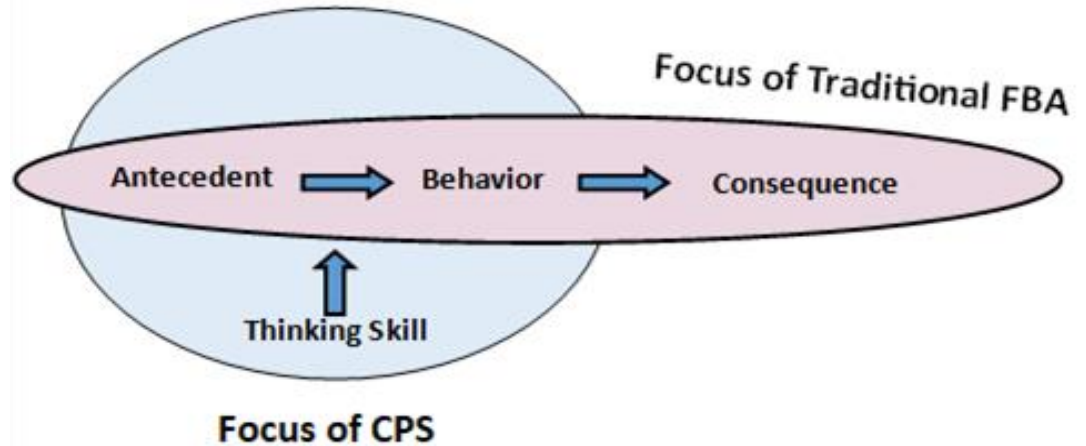 Focus of Traditional FBA
Antecedent Behavior Consequence
Thinking Skill
Focus of CPS